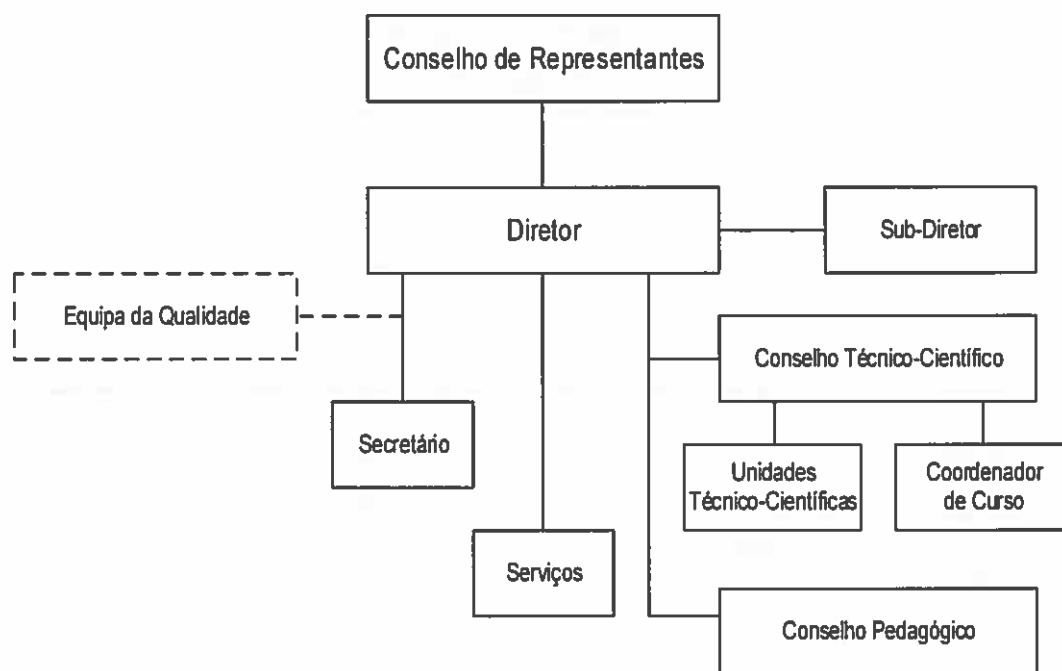 Conselho de Representantes
Diretor
Sub-Diretor
Equipa da Qualidade
Conselho Técnico-Científico
Secretário
Unidades
Técnico-Científicas
Coordenador
de Curso
Serviços
Conselho Pedagógico